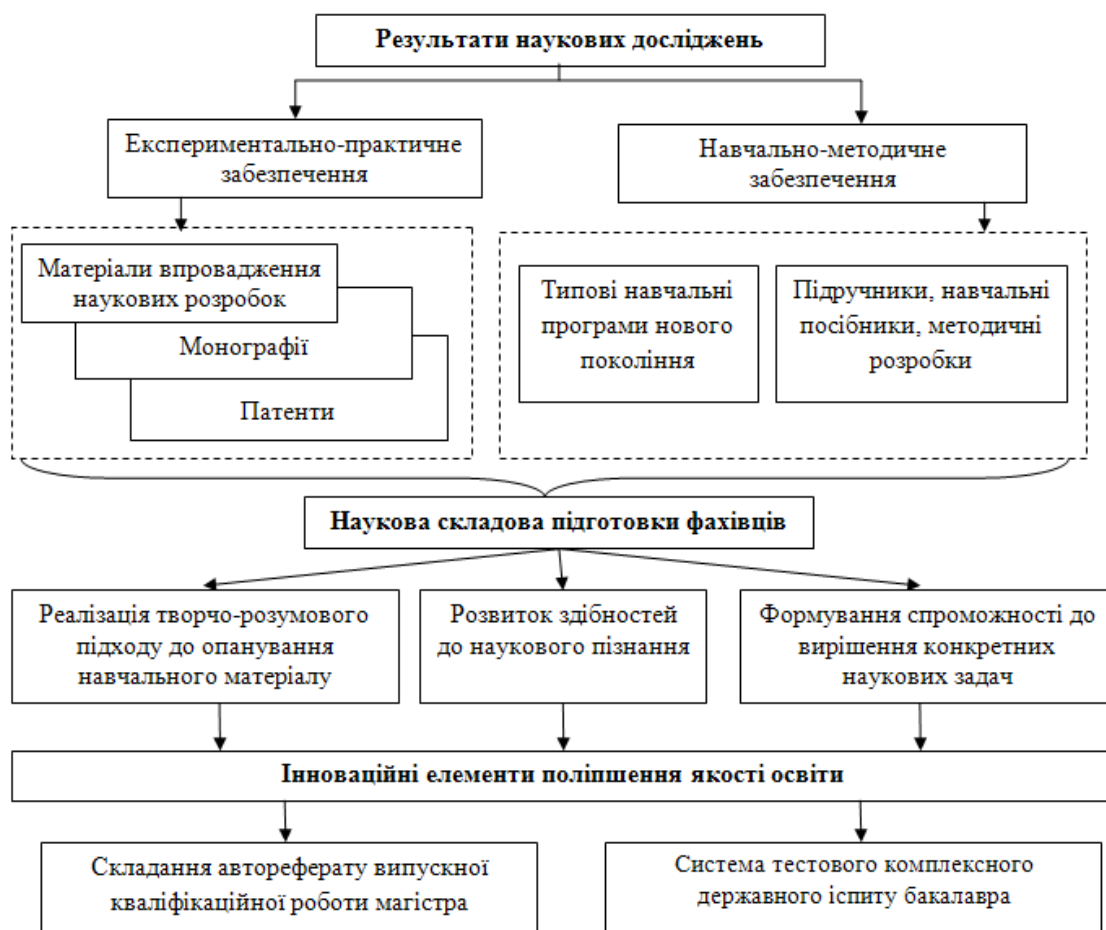 Результати наукових досліджень
Експериментально-практичне
забезпечення
Навчально-методичне
забезпечення
Матеріали впровадження
наукових розробок
Монографії
Патенти
Типові навчальні
програми нового
покоління
Підручники, навчальні
посібники, методичні
розробки
Наукова складова підготовки фахівців
Реалізація творчо-розумового
підходу до опанування
навчального матеріалу
Розвиток здібностей
до наукового пізнання
Формування спроможності до
вирішення конкретних
наукових задач
Інноваційні елементи поліпшення якості освіти
Складання автореферату випускної
кваліфікаційної роботи магістра
Система тестового комплексного
державного іспиту бакалавра